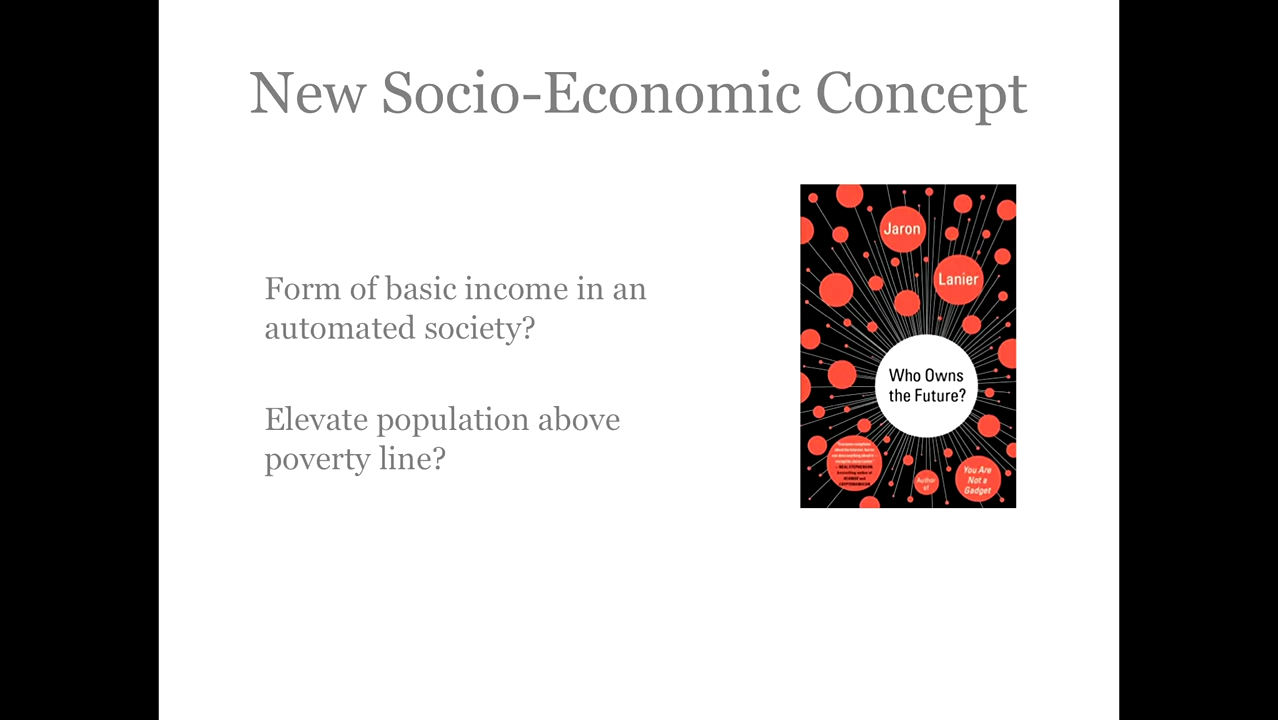 New Socio-Economic Concept
Form of basic income in an
automated society?
Elevate population above
poverty line?
Jaron
Lanier
Who Owns
the Future?
Author
of
You Are
Not a
Gadget